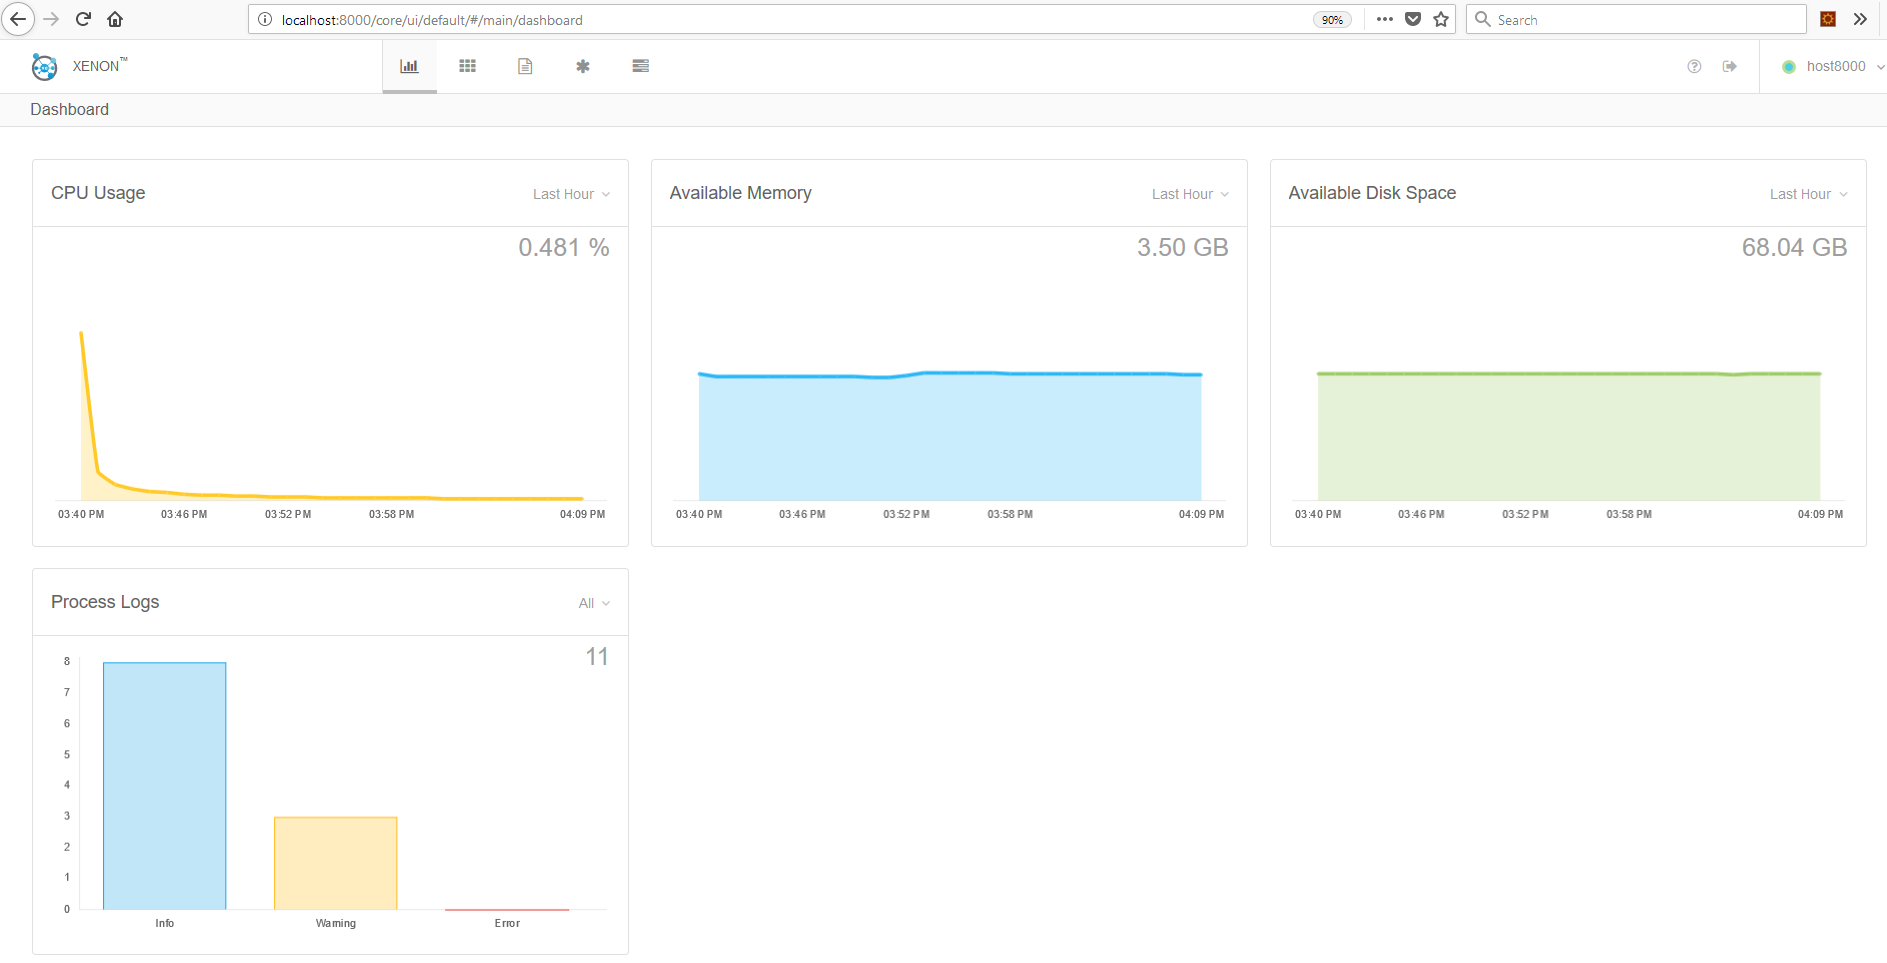 localhost:8000/core/ui/default/#/main/dashboard
90%
Search
XENON™
host8000
Dashboard
CPU Usage
Last Hour
0.481 %
03:40 PM 03:46 PM 03:52 PM 03:58 PM 04:09 PM
Available Memory
Last Hour
3.50 GB
03:40 PM 03:46 PM 03:52 PM 03:58 PM 04:09 PM
Available Disk Space
Last Hour
68.04 GB
03:40 PM 03:46 PM 03:52 PM 03:58 PM 04:09 PM
Process Logs
All
11
8
7
6
5
4
3
2
1
0
Info Warning Error